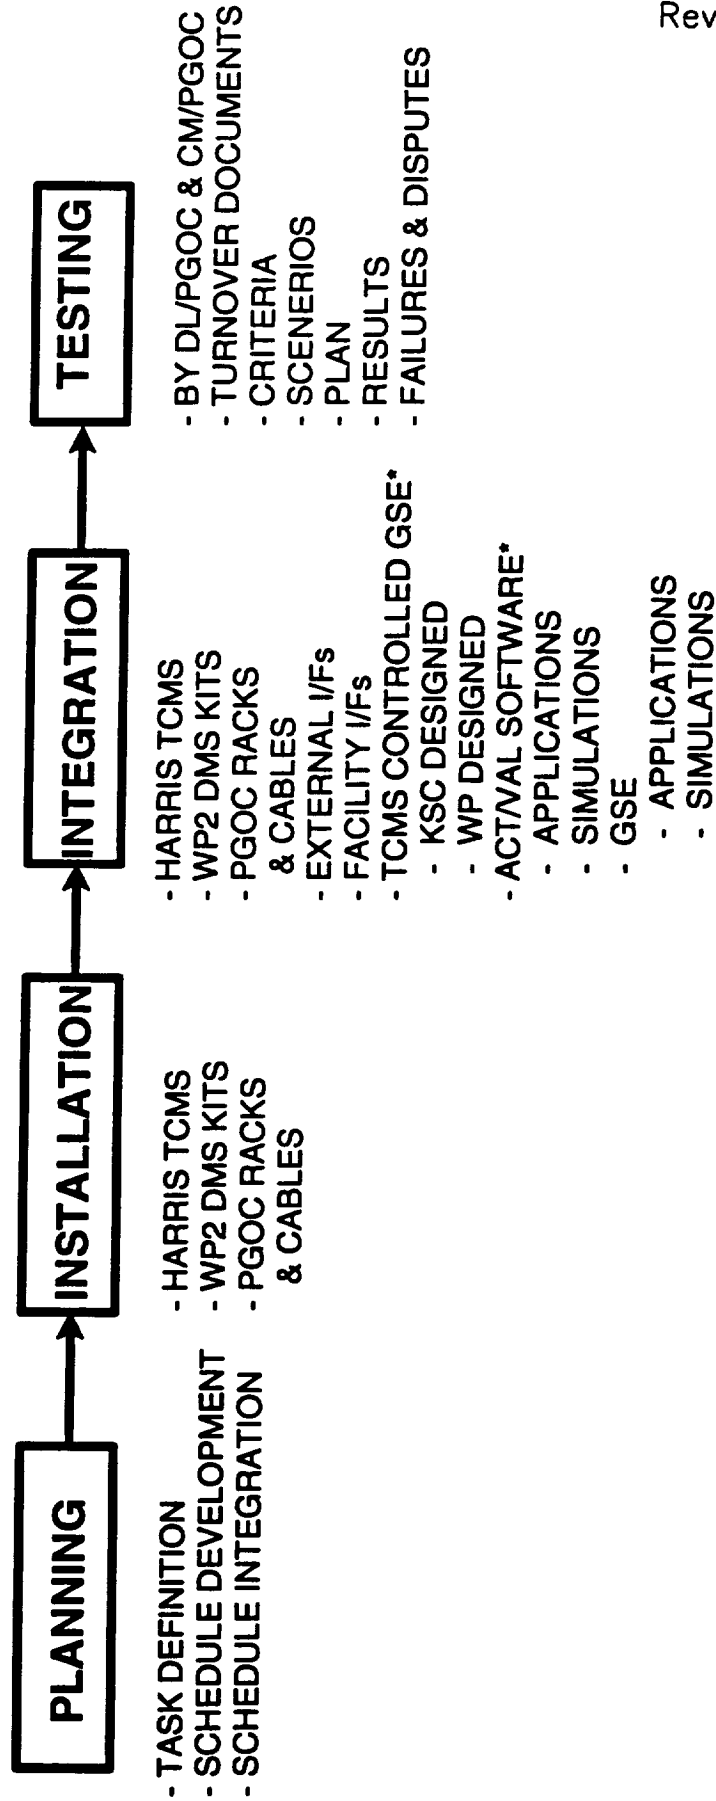 Rev
PLANNING
- TASK DEFINITION
- SCHEDULE DEVELOPMENT
- SCHEDULE INTEGRATION
INSTALLATION
- HARRIS TCMS
- WP2 DMS KITS
- PGOC RACKS
& CABLES
INTEGRATION
- HARRIS TCMS
- WP2 DMS KITS
- PGOC RACKS
& CABLES
- EXTERNAL I/Fs
- FACILITY I/Fs
- TCMS CONTROLLED GSE*
- KSC DESIGNED
- WP DESIGNED
- ACT/VAL SOFTWARE*
- APPLICATIONS
- SIMULATIONS
- GSE
- APPLICATIONS
- SIMULATIONS
TESTING
- BY DL/PGOC & CM/PGOC
- TURNOVER DOCUMENTS
- CRITERIA
- SCENERIOS
- PLAN
- RESULTS
- FAILURES & DISPUTES